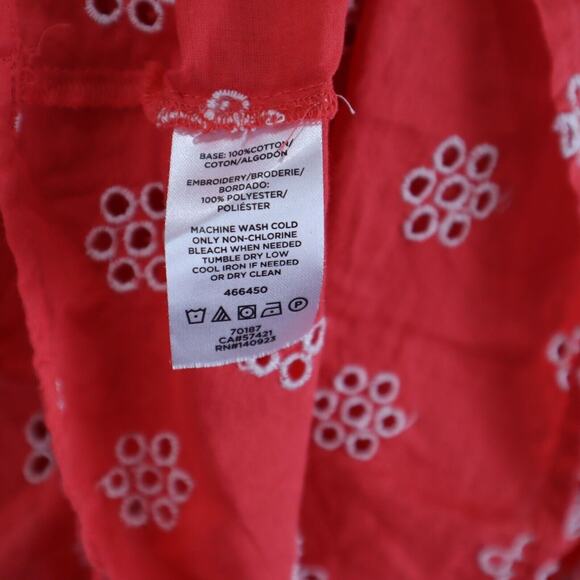 BASE: 100%COTTON/
COTON/ALGODÓN
EMBROIDERY/BRODERIE/
BORDADO:
100% POLYESTER/
POLIÉSTER
MACHINE WASH COLD
ONLY NON-CHLORINE
BLEACH WHEN NEEDED
TUMBLE DRY LOW
COOL IRON IF NEEDED
OR DRY CLEAN
466450
P
70187
CA#57421
RN#140923